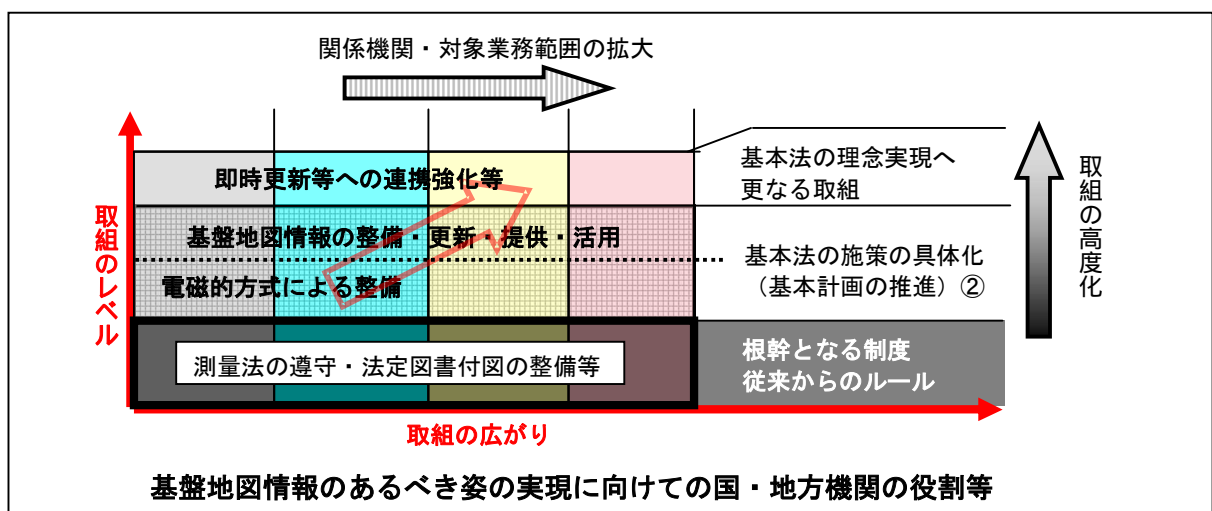 関係機関・対象業務範囲の拡大
取組のレベル
即時更新等への連携強化等
基盤地図情報の整備・更新・提供・活用
電磁的方式による整備
測量法の遵守・法定図書付図の整備等
基本法の理念実現へ
更なる取組
基本法の施策の具体化
(基本計画の推進)②
根幹となる制度
従来からのルール
取組の高度化
取組の広がり
基盤地図情報のあるべき姿の実現に向けての国・地方機関の役割等